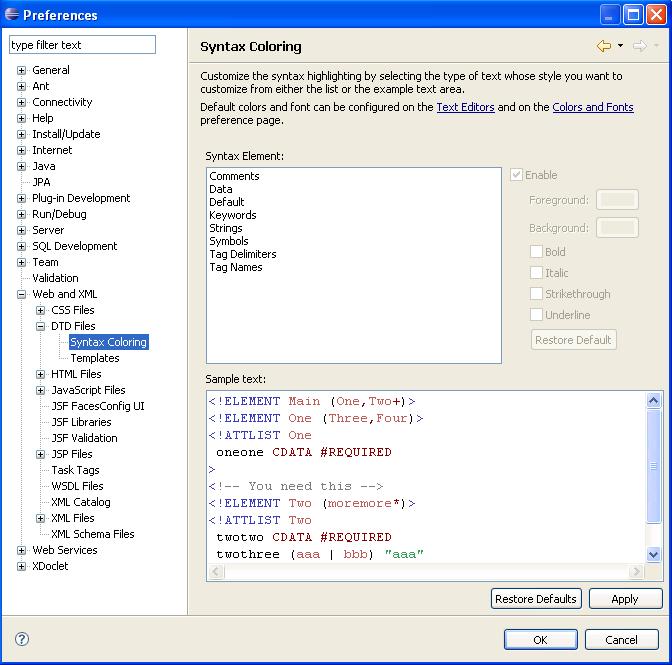 Preferences
type filter text
General
Ant
Connectivity
Help
Install/Update
Internet
Java
JPA
Plug-in Development
Run/Debug
Server
SQL Development
Team
Validation
Web and XML
CSS Files
DTD Files
Syntax Coloring
Templates
HTML Files
JavaScript Files
JSF FacesConfig UI
JSF Libraries
JSF Validation
JSP Files
Task Tags
WSDL Files
XML Catalog
XML Files
XML Schema Files
Web Services
XDoclet
Syntax Coloring
Customize the syntax highlighting by selecting the type of text whose style you want to
customize from either the list or the example text area.
Default colors and font can be configured on the Text Editors and on the Colors and Fonts
preference page.
Syntax Element:
Comments
Data
Default
Keywords
Strings
Symbols
Tag Delimiters
Tag Names
Enable
Foreground:
Background:
Bold
Italic
Strikethrough
Underline
Restore Default
Sample text:
<!ELEMENT Main (One,Two+)>
<!ELEMENT One (Three,Four)>
<!ATTLIST One
oneone CDATA #REQUIRED
>
<!-- You need this -->
<!ELEMENT Two (moremore*)>
<!ATTLIST Two
twotwo CDATA #REQUIRED
twothree (aaa | bbb) "aaa"
Restore Defaults
Apply
?
OK
Cancel